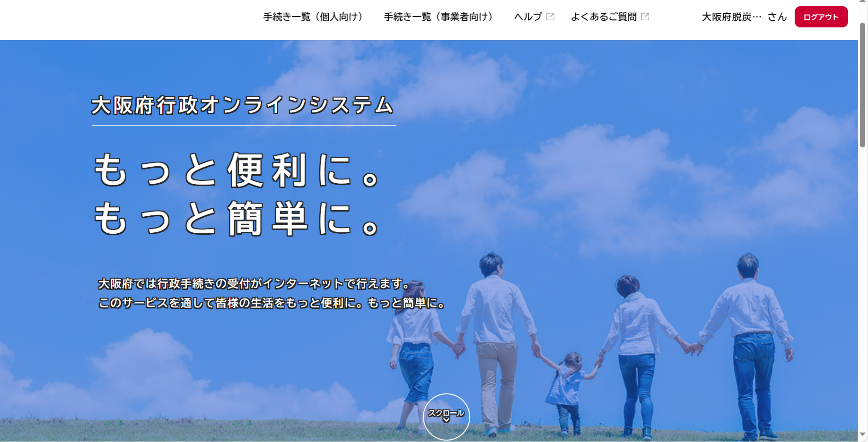 手続き一覧（個人向け）
手続き一覧（事業者向け）
ヘルプ
よくあるご質問
大阪府脱炭… さん
ログアウト
大阪府行政オンラインシステム
もっと便利に。
もっと簡単に。
大阪府では行政手続きの受付がインターネットで行えます。
このサービスを通して皆様の生活をもっと便利に。もっと簡単に。
スクロール